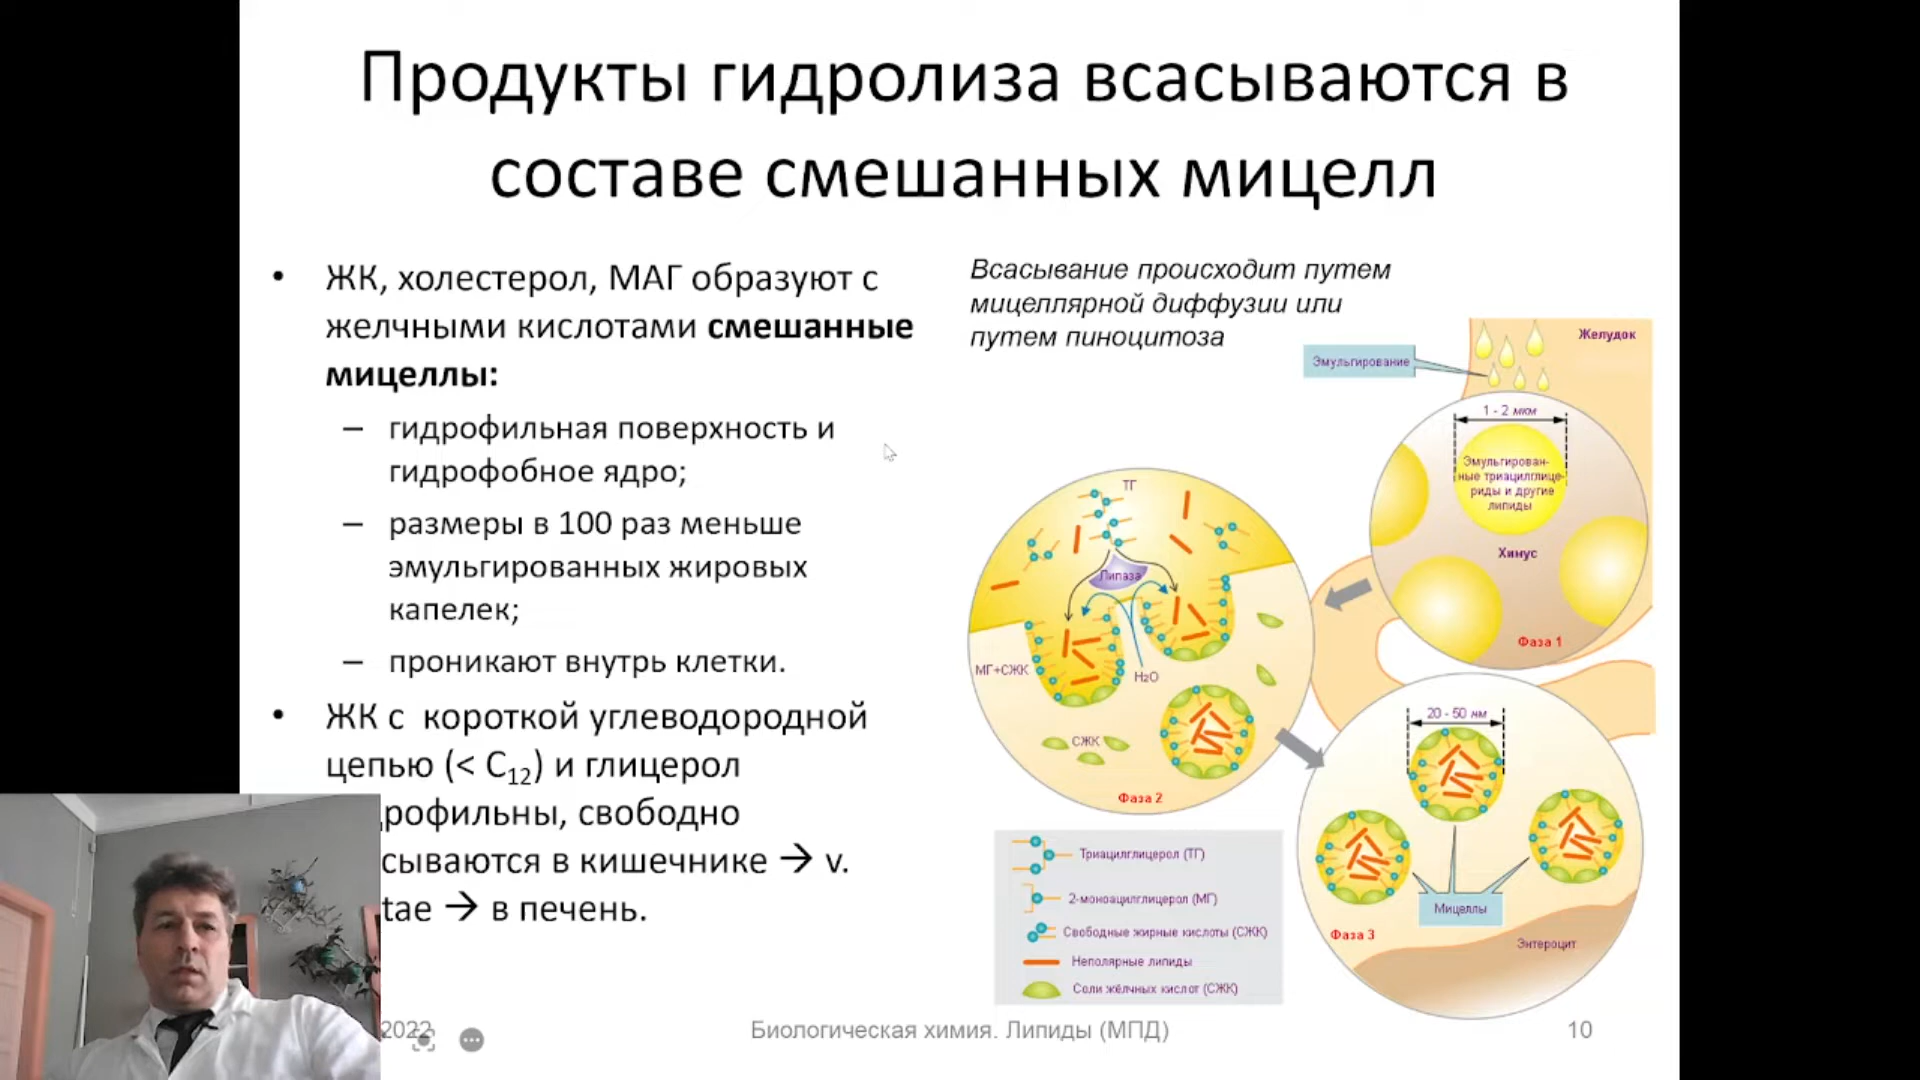 Продукты гидролиза всасываются в
составе смешанных мицелл
• ЖК, холестерол, МАГ образуют с
желчными кислотами смешанные
мицеллы:
– гидрофильная поверхность и
гидрофобное ядро;
– размеры в 100 раз меньше
эмульгированных жировых
капелек;
– проникают внутрь клетки.
• ЖК с короткой углеводородной
цепью (< C12) и глицерол
дрофильны, свободно
сываются в кишечнике → v.
tae → в печень.
Всасывание происходит путем
мицеллярной диффузии или
путем пиноцитоза
Желудок
Эмульгирование
1 - 2 мкм
Эмульгирован-
ные триацилглице-
риды и другие
липиды
Химус
Фаза 1
ТГ
Липаза
МГ+СЖК
H2O
СЖК
Фаза 2
20 - 50 нм
Мицеллы
Фаза 3
Энтероцит
Триацилглицерол (ТГ)
2-моноацилглицерол (МГ)
Свободные жирные кислоты (СЖК)
Неполярные липиды
Соли жёлчных кислот (СЖК)
2022
Биологическая химия. Липиды (МПД)
10